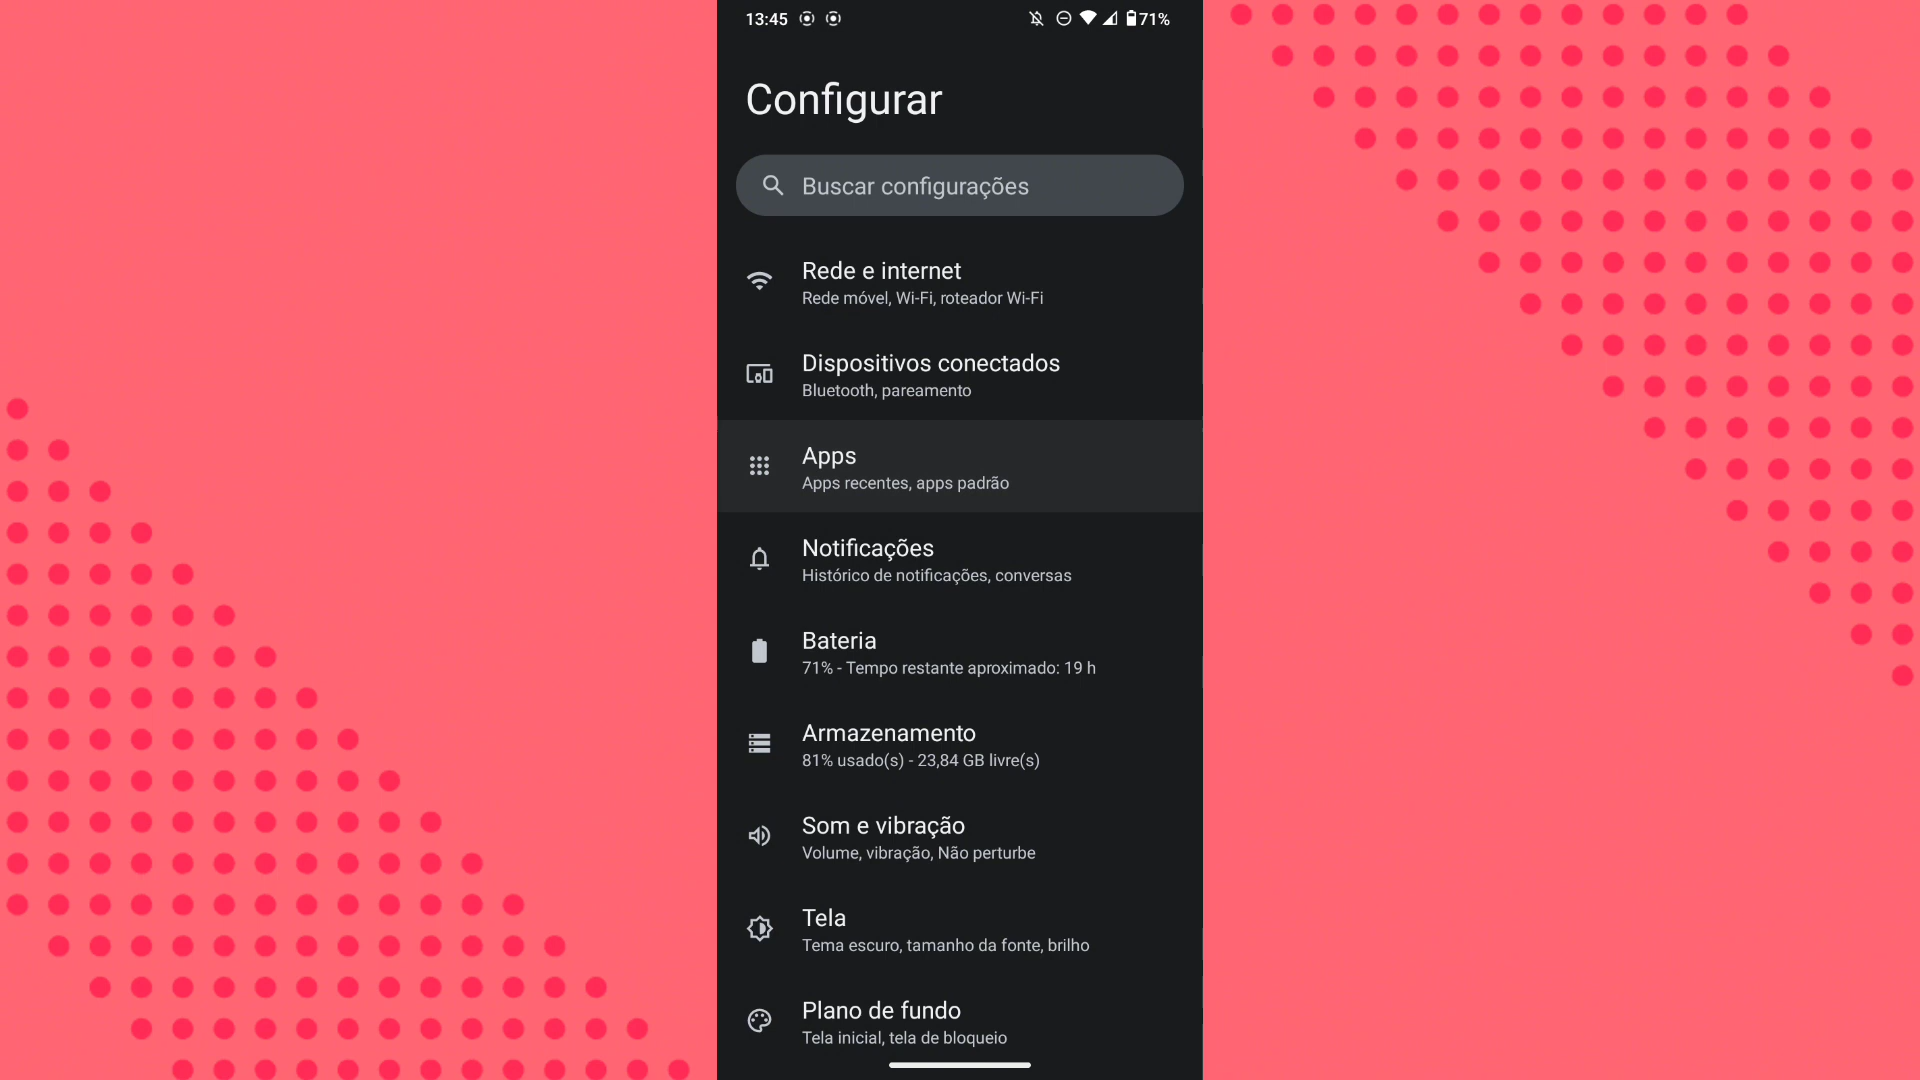 13:45
71%
Configurar
Buscar configurações
Rede e internet
Rede móvel, Wi-Fi, roteador Wi-Fi
Dispositivos conectados
Bluetooth, pareamento
Apps
Apps recentes, apps padrão
Notificações
Histórico de notificações, conversas
Bateria
71% - Tempo restante aproximado: 19 h
Armazenamento
81% usado(s) - 23,84 GB livre(s)
Som e vibração
Volume, vibração, Não perturbe
Tela
Tema escuro, tamanho da fonte, brilho
Plano de fundo
Tela inicial, tela de bloqueio